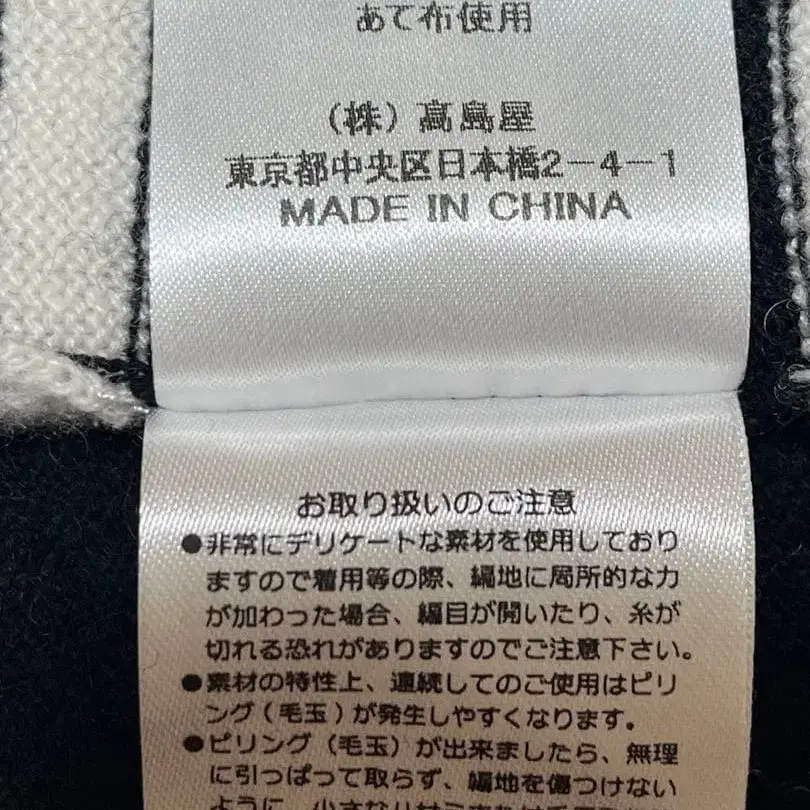 あて布使用
(株) 高島屋
東京都中央区日本橋2-4-1
MADE IN CHINA
お取り扱いのご注意
●非常にデリケートな素材を使用しており
ますので着用等の際、編地に局所的な力
が加わった場合、編目が開いたり、糸が
切れる恐れがありますのでご注意下さい。
●素材の特性上、連続してのご使用はピリ
ング(毛玉)が発生しやすくなります。
●ピリング(毛玉)が出来ましたら、無理
に引っぱって取らず、編地を傷つけない
ように、小さな